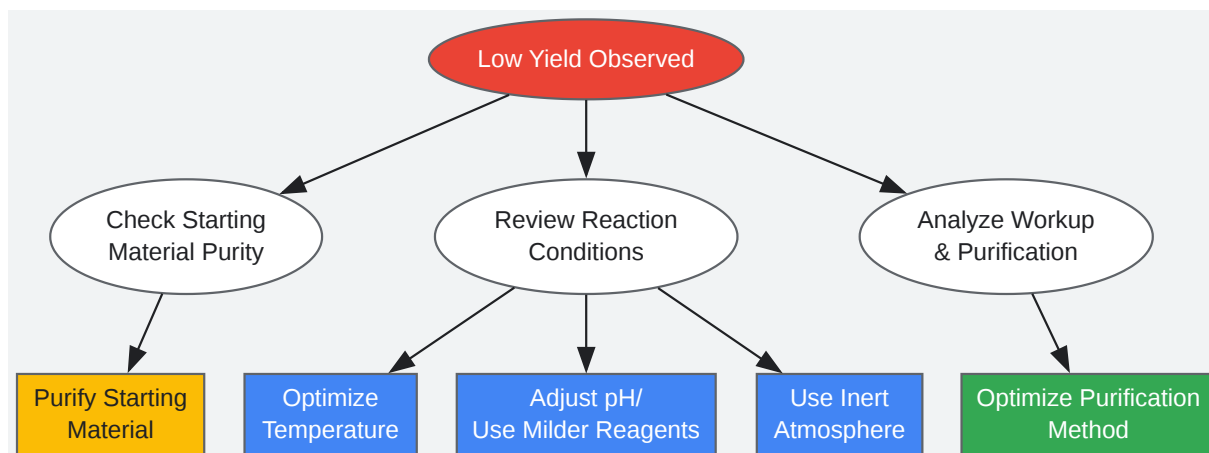 Low Yield Observed
Check Starting
Material Purity
Review Reaction
Conditions
Analyze Workup
& Purification
Purify Starting
Material
Optimize
Temperature
Adjust pH/
Use Milder Reagents
Use Inert
Atmosphere
Optimize Purification
Method